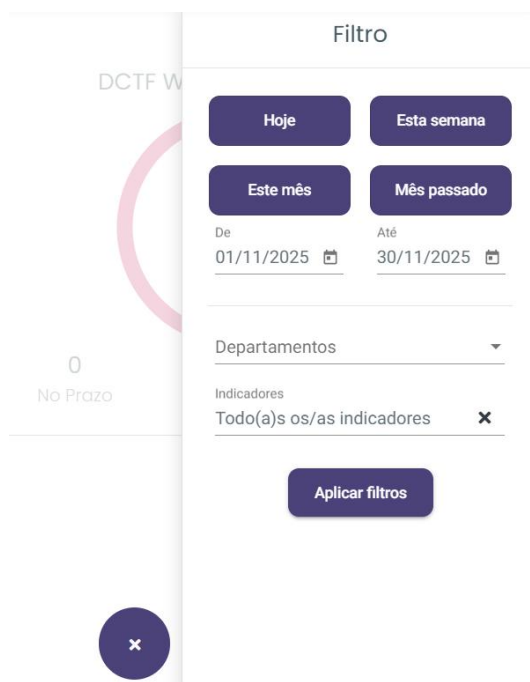 Filtro
DCTF W
Hoje
Esta semana
Este mês
Mês passado
De
Até
01/11/2025
30/11/2025
Departamentos
0
No Prazo
Indicadores
Todo(a)s os/as indicadores
Aplicar filtros